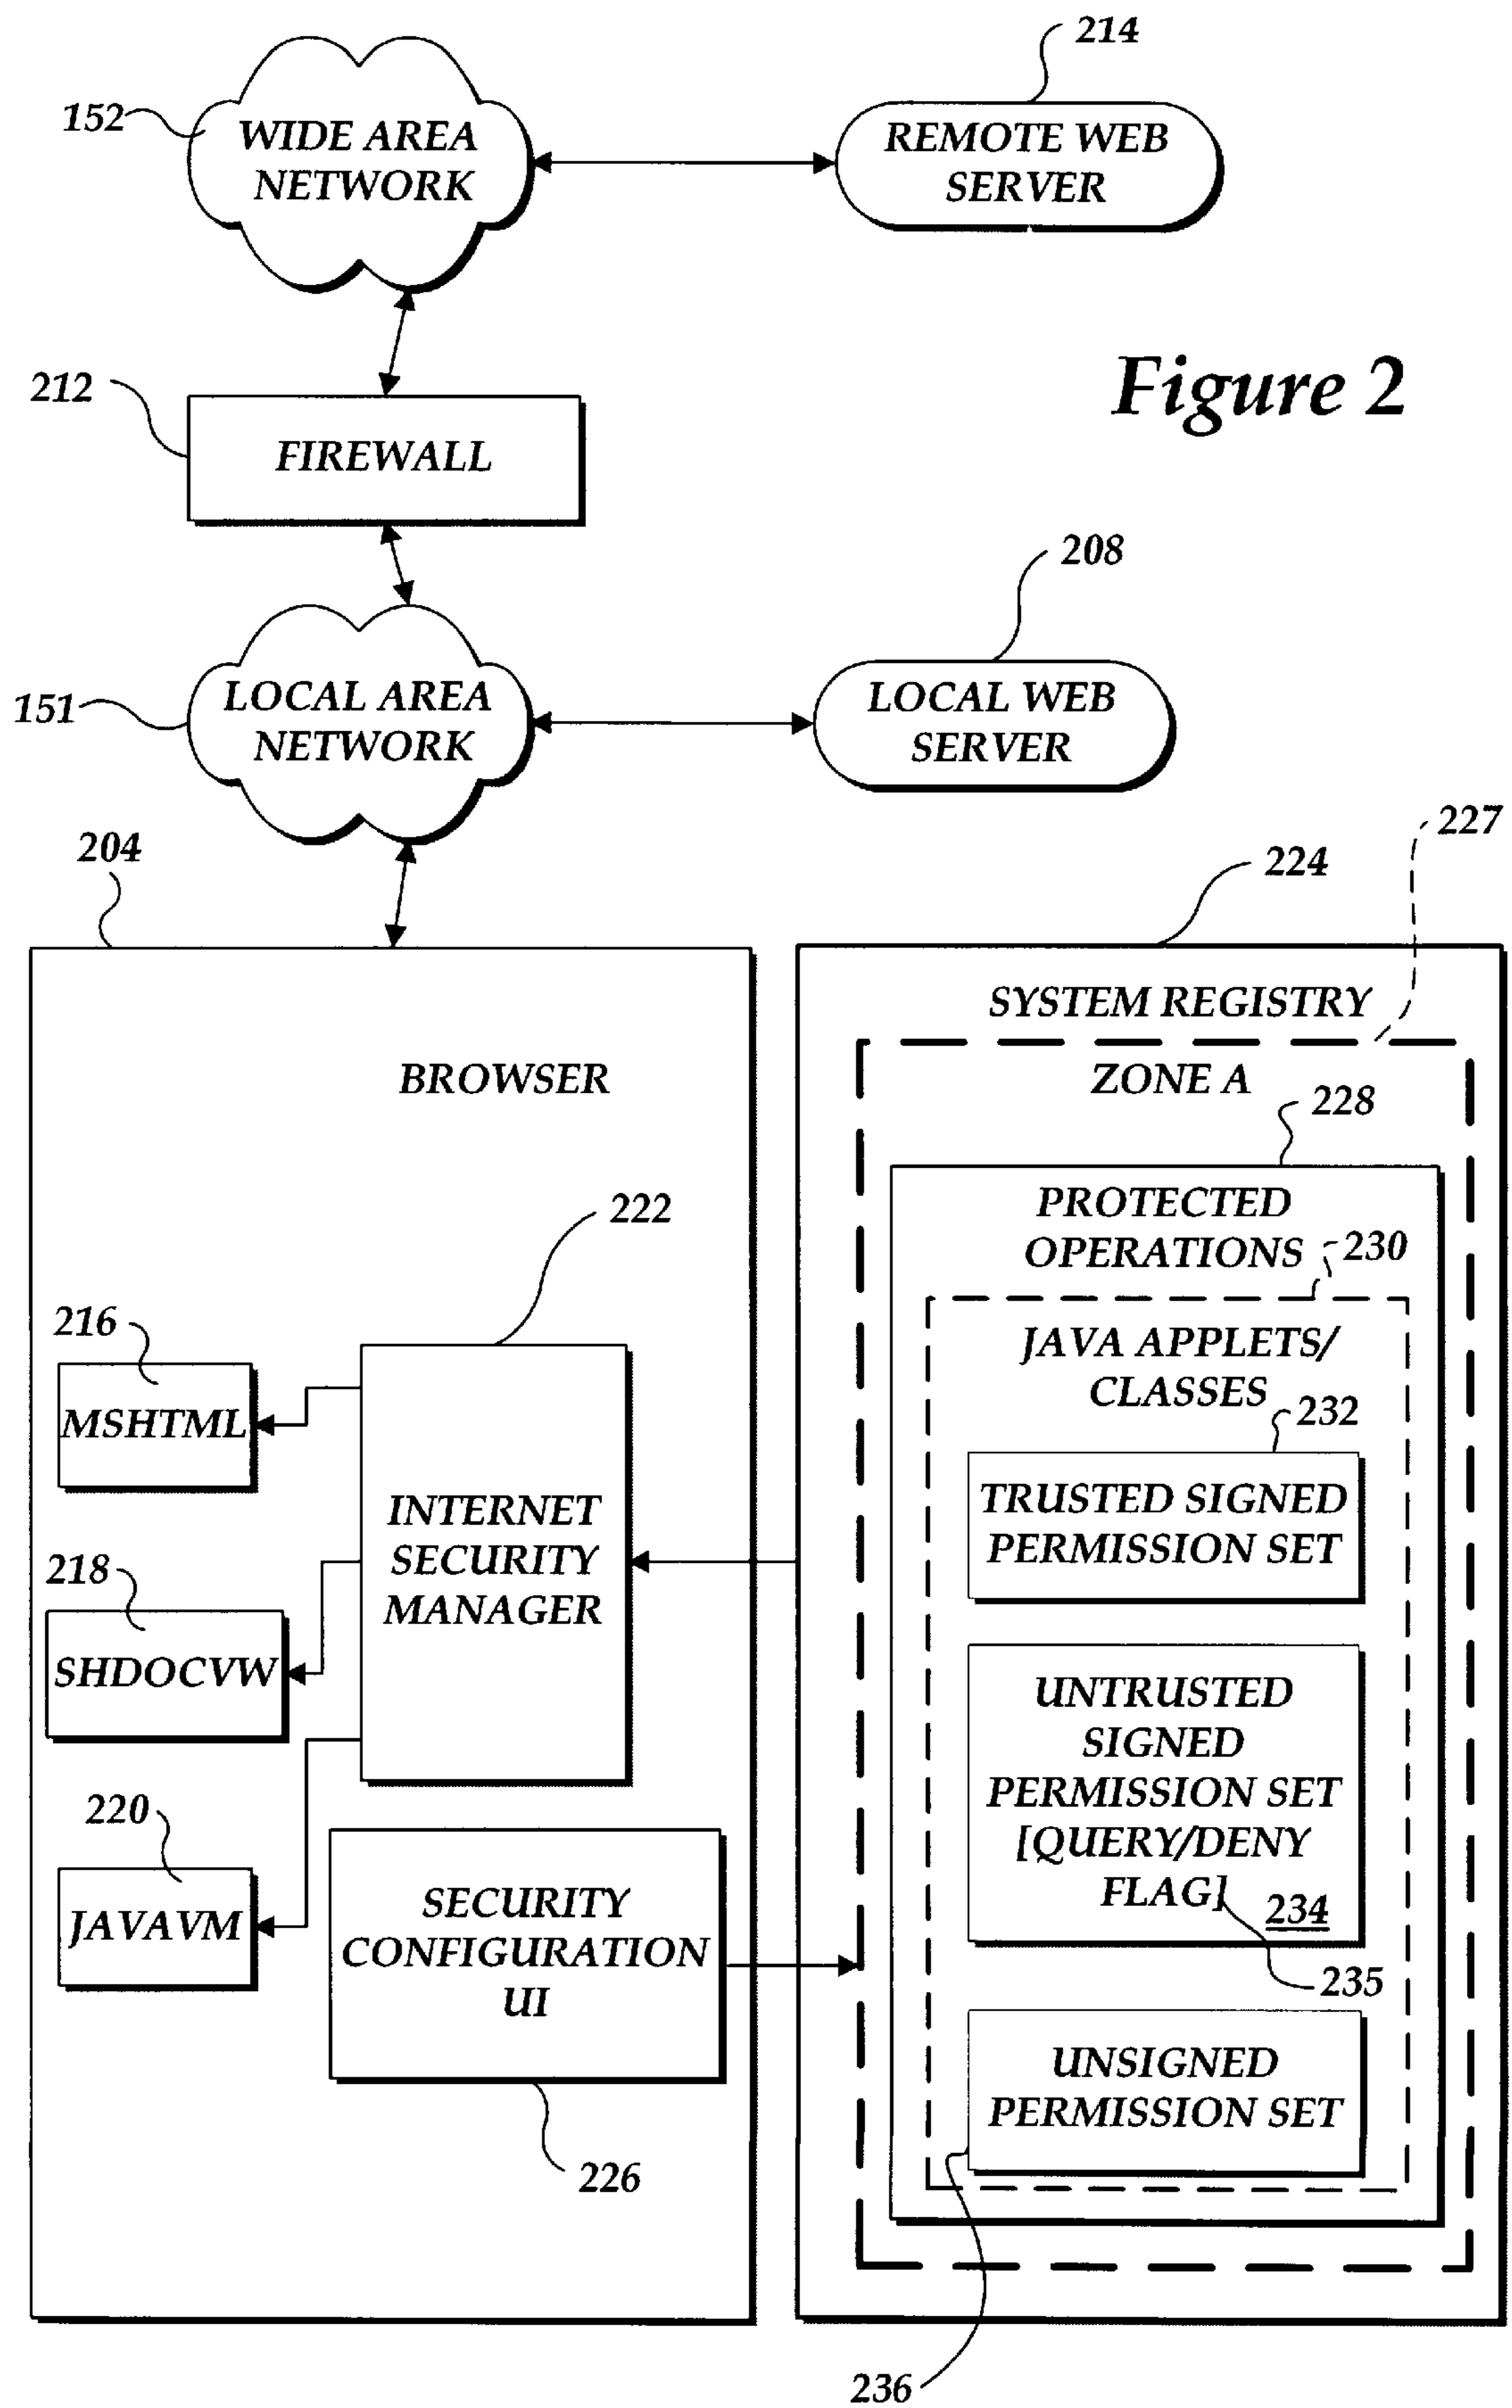 214
152
WIDE AREA
NETWORK
REMOTE WEB
SERVER
Figure 2
212
FIREWALL
208
151
LOCAL AREA
NETWORK
LOCAL WEB
SERVER
227
204
224
SYSTEM REGISTRY
BROWSER
ZONE A
228
PROTECTED
OPERATIONS
222
230
216
JAVA APPLETS/
CLASSES
MSHTML
232
INTERNET
SECURITY
MANAGER
TRUSTED SIGNED
PERMISSION SET
218
SHDOCVW
UNTRUSTED
SIGNED
PERMISSION SET
[QUERY/DENY
FLAG]
234
220
JAVAVM
SECURITY
CONFIGURATION
UI
235
UNSIGNED
PERMISSION SET
226
236